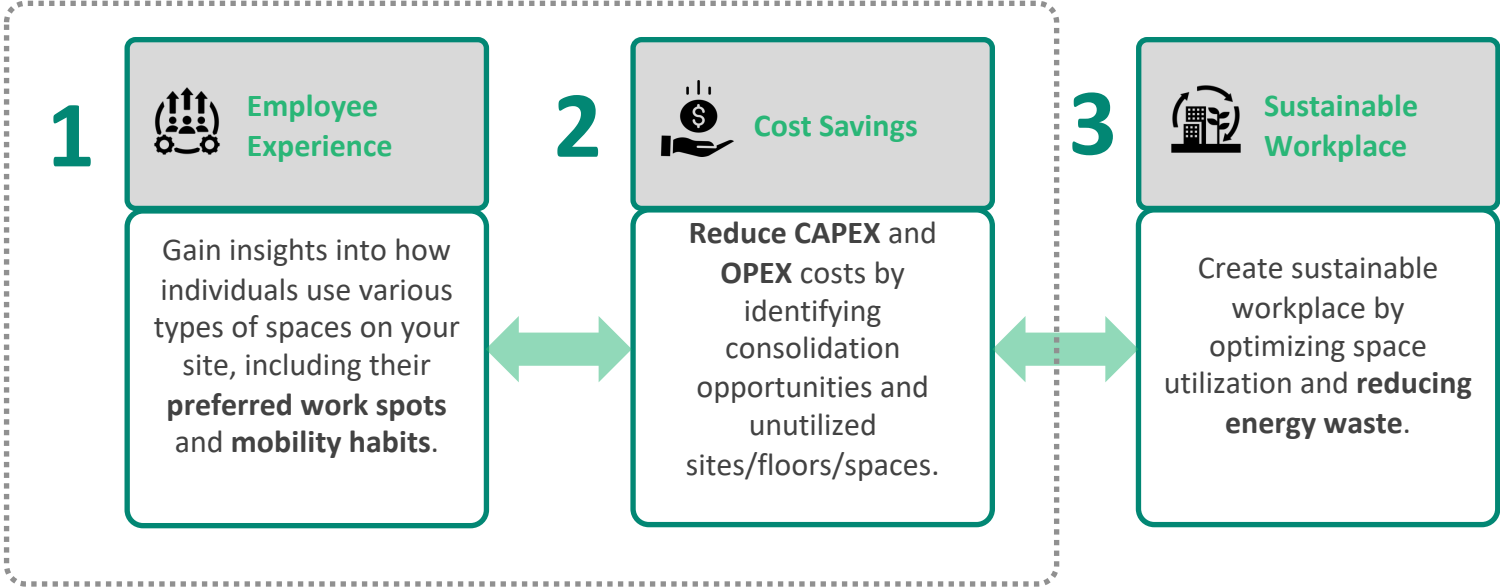 1
Employee
Experience
Gain insights into how
individuals use various
types of spaces on your
site, including their
preferred work spots
and mobility habits.
2
$
Cost Savings
Reduce CAPEX and
OPEX costs by
identifying
consolidation
opportunities and
unutilized
sites/floors/spaces.
3
Sustainable
Workplace
Create sustainable
workplace by
optimizing space
utilization and reducing
energy waste.